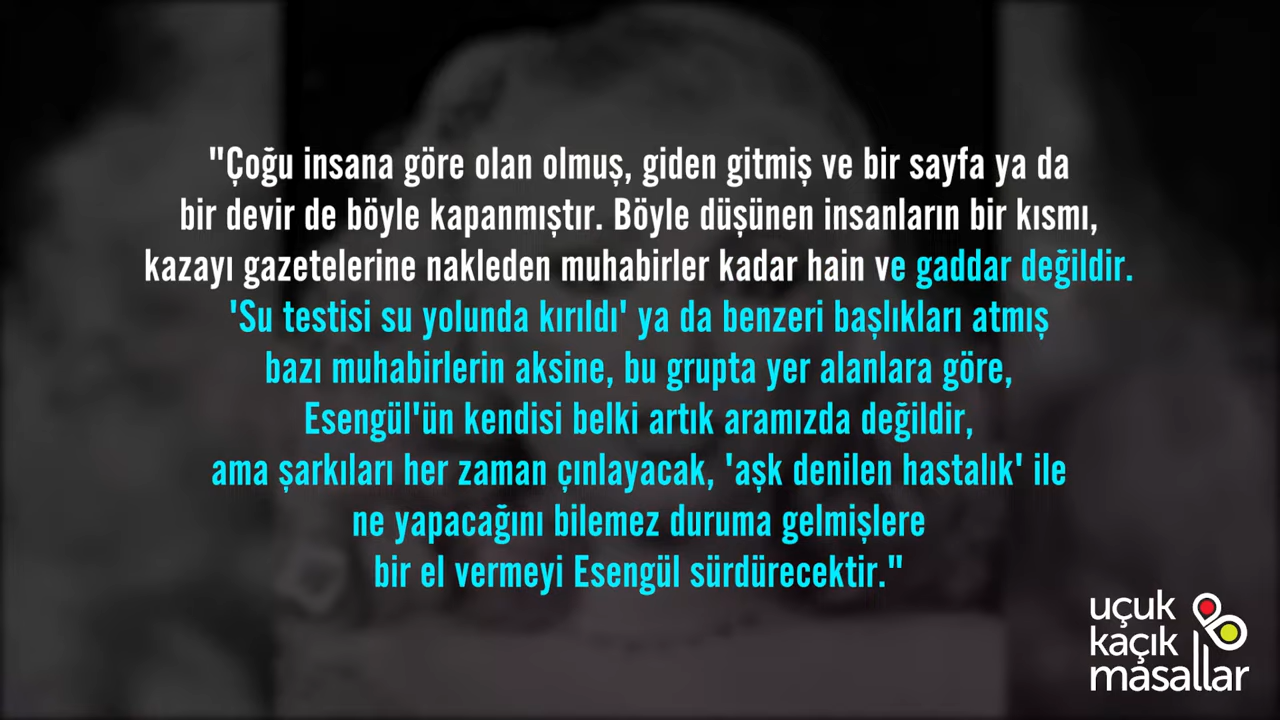 "Çoğu insana göre olan olmuş, giden gitmiş ve bir sayfa ya da
bir devir de böyle kapanmıştır. Böyle düşünen insanların bir kısmı,
kazayı gazetelerine nakleden muhabirler kadar hain ve gaddar değildir.
'Su testisi su yolunda kırıldı' ya da benzeri başlıkları atmış
bazı muhabirlerin aksine, bu grupta yer alanlara göre,
Esengül'ün kendisi belki artık aramızda değildir,
ama şarkıları her zaman çınlayacak, 'aşk denilen hastalık' ile
ne yapacağını bilemez duruma gelmişlere
bir el vermeyi Esengül sürdürecektir."
uçuk
kaçık
masallar